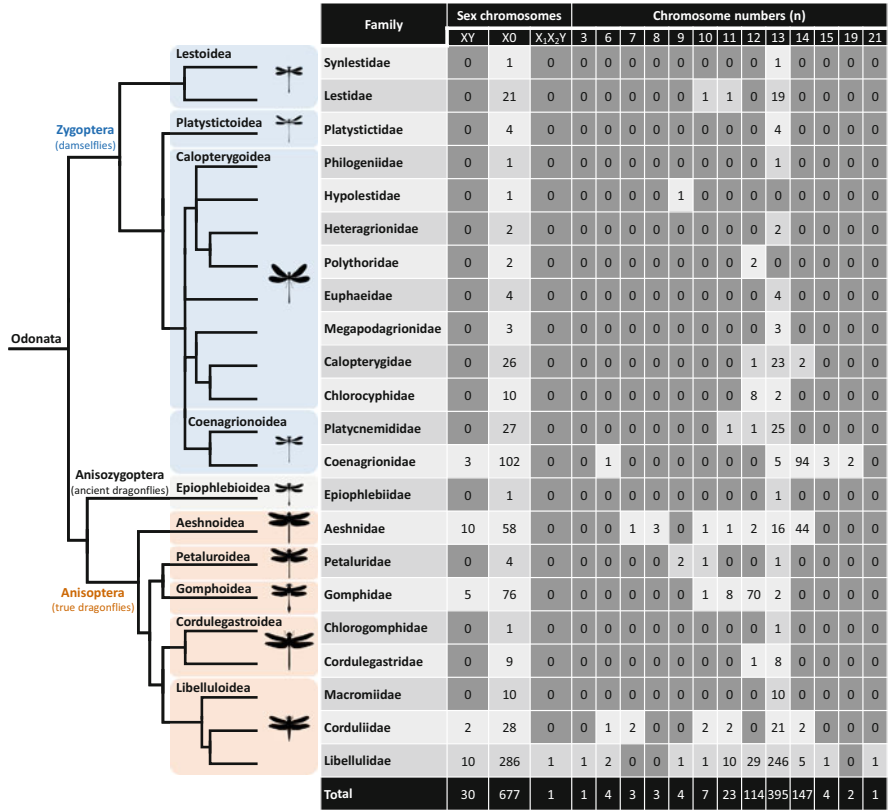 Family Sex chromosomes Chromosome numbers (n)
XY X0 X₁X₂Y 3 6 7 8 9 10 11 12 13 14 15 19 21
Odonata
Zygoptera
(damselflies)
Anisozygoptera
(ancient dragonflies)
Anisoptera
(true dragonflies)
Lestoidea
Platystictoidea
Calopterygoidea
Coenagrionoidea
Epiophlebioidea
Aeshnoidea
Petaluroidea
Gomphoidea
Cordulegastroidea
Libelluloidea
Synlestidae 0 1 0 0 0 0 0 0 0 0 0 1 0 0 0 0
Lestidae 0 21 0 0 0 0 0 0 1 1 0 19 0 0 0 0
Platystictidae 0 4 0 0 0 0 0 0 0 0 0 4 0 0 0 0
Philogeniidae 0 1 0 0 0 0 0 0 0 0 0 1 0 0 0 0
Hypolestidae 0 1 0 0 0 0 0 1 0 0 0 0 0 0 0 0
Heteragrionidae 0 2 0 0 0 0 0 0 0 0 0 2 0 0 0 0
Polythoridae 0 2 0 0 0 0 0 0 0 0 2 0 0 0 0 0
Euphaeidae 0 4 0 0 0 0 0 0 0 0 0 4 0 0 0 0
Megapodagrionidae 0 3 0 0 0 0 0 0 0 0 0 3 0 0 0 0
Calopterygidae 0 26 0 0 0 0 0 0 0 0 1 23 2 0 0 0
Chlorocyphidae 0 10 0 0 0 0 0 0 0 0 8 2 0 0 0 0
Platycnemididae 0 27 0 0 0 0 0 0 0 1 1 25 0 0 0 0
Coenagrionidae 3 102 0 0 1 0 0 0 0 0 0 5 94 3 2 0
Epiophlebiidae 0 1 0 0 0 0 0 0 0 0 0 1 0 0 0 0
Aeshnidae 10 58 0 0 0 1 3 0 1 1 2 16 44 0 0 0
Petaluridae 0 4 0 0 0 0 0 2 1 0 0 1 0 0 0 0
Gomphidae 5 76 0 0 0 0 0 0 1 8 70 2 0 0 0 0
Chlorogomphidae 0 1 0 0 0 0 0 0 0 0 0 1 0 0 0 0
Cordulegastridae 0 9 0 0 0 0 0 0 0 0 1 8 0 0 0 0
Macromiidae 0 10 0 0 0 0 0 0 0 0 0 10 0 0 0 0
Corduliidae 2 28 0 0 1 2 0 0 2 2 0 21 2 0 0 0
Libellulidae 10 286 1 1 2 0 0 1 1 10 29 246 5 1 0 1
Total 30 677 1 1 4 3 3 4 7 23 114 395 147 4 2 1